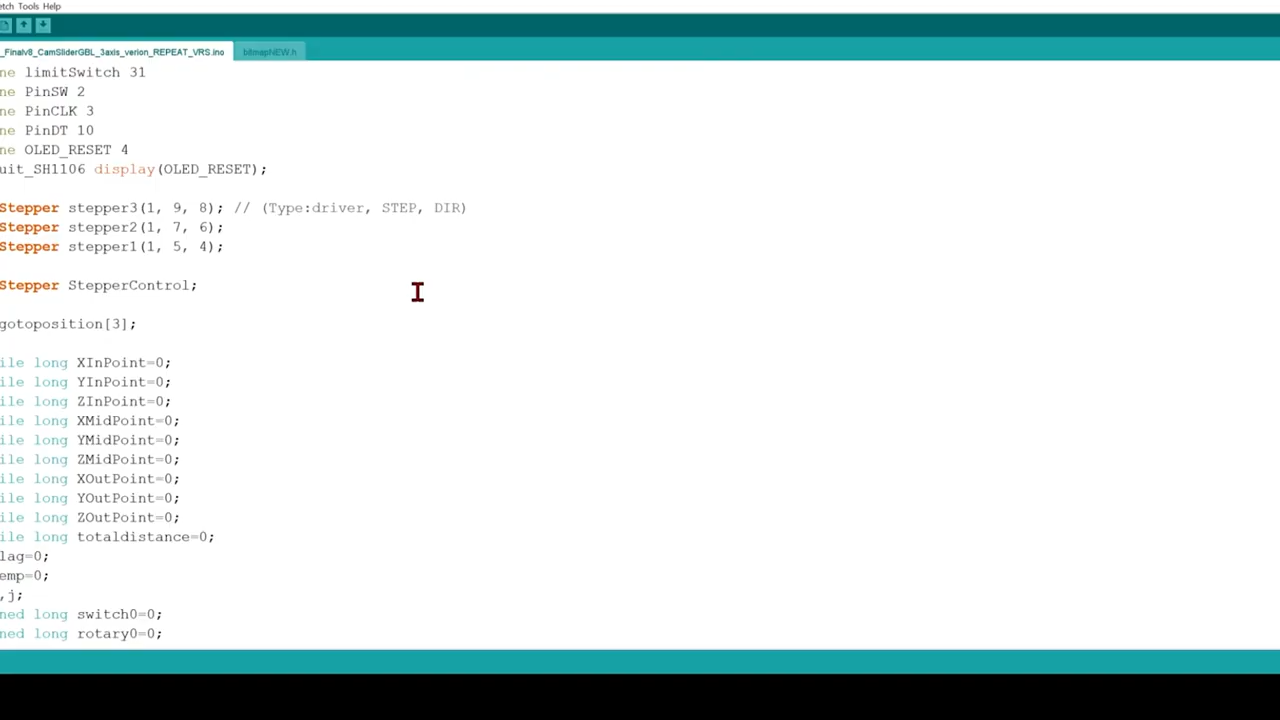 etch Tools Help
_Finalv8_CamSliderGBL_3axis_verion_REPEAT_VRS.ino bitmapNEW.h
ne limitSwitch 31
ne PinSW 2
ne PinCLK 3
ne PinDT 10
ne OLED_RESET 4
uit_SH1106 display(OLED_RESET);
Stepper stepper3(1, 9, 8); // (Type:driver, STEP, DIR)
Stepper stepper2(1, 7, 6);
Stepper stepper1(1, 5, 4);
Stepper StepperControl;
gotoposition[3];
ile long XInPoint=0;
ile long YInPoint=0;
ile long ZInPoint=0;
ile long XMidPoint=0;
ile long YMidPoint=0;
ile long ZMidPoint=0;
ile long XOutPoint=0;
ile long YOutPoint=0;
ile long ZOutPoint=0;
ile long totaldistance=0;
lag=0;
emp=0;
,j;
ned long switch0=0;
ned long rotary0=0;